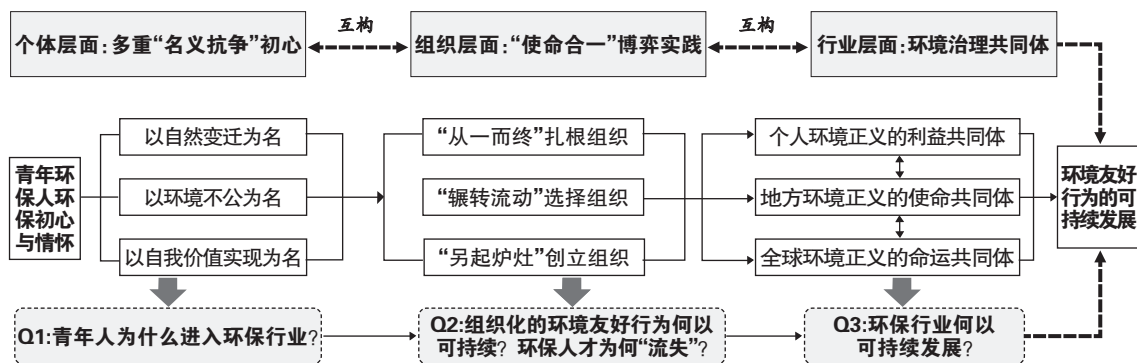 互构
互构
个体层面:多重“名义抗争”初心
组织层面:“使命合一”博弈实践
行业层面:环境治理共同体
青年环
保人环
保初心
与情怀
以自然变迁为名
以环境不公为名
以自我价值实现为名
“从一而终”扎根组织
“辗转流动”选择组织
“另起炉灶”创立组织
个人环境正义的利益共同体
地方环境正义的使命共同体
全球环境正义的命运共同体
环境友好
行为的可
持续发展
Q1:青年人为什么进入环保行业?
Q2:组织化的环境友好行为何以
可持续? 环保人才为何“流失”?
Q3:环保行业何以
可持续发展?